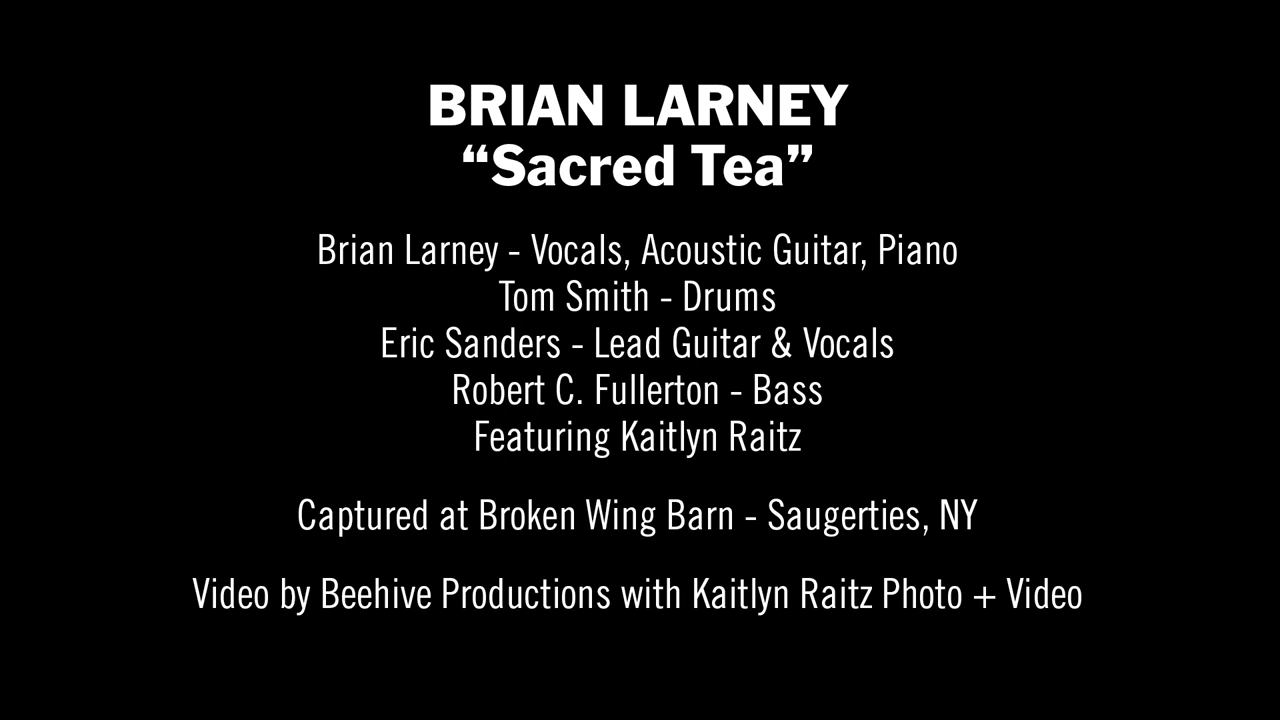 BRIAN LARNEY
“Sacred Tea”
Brian Larney - Vocals, Acoustic Guitar, Piano
Tom Smith - Drums
Eric Sanders - Lead Guitar & Vocals
Robert C. Fullerton - Bass
Featuring Kaitlyn Raitz
Captured at Broken Wing Barn - Saugerties, NY
Video by Beehive Productions with Kaitlyn Raitz Photo + Video